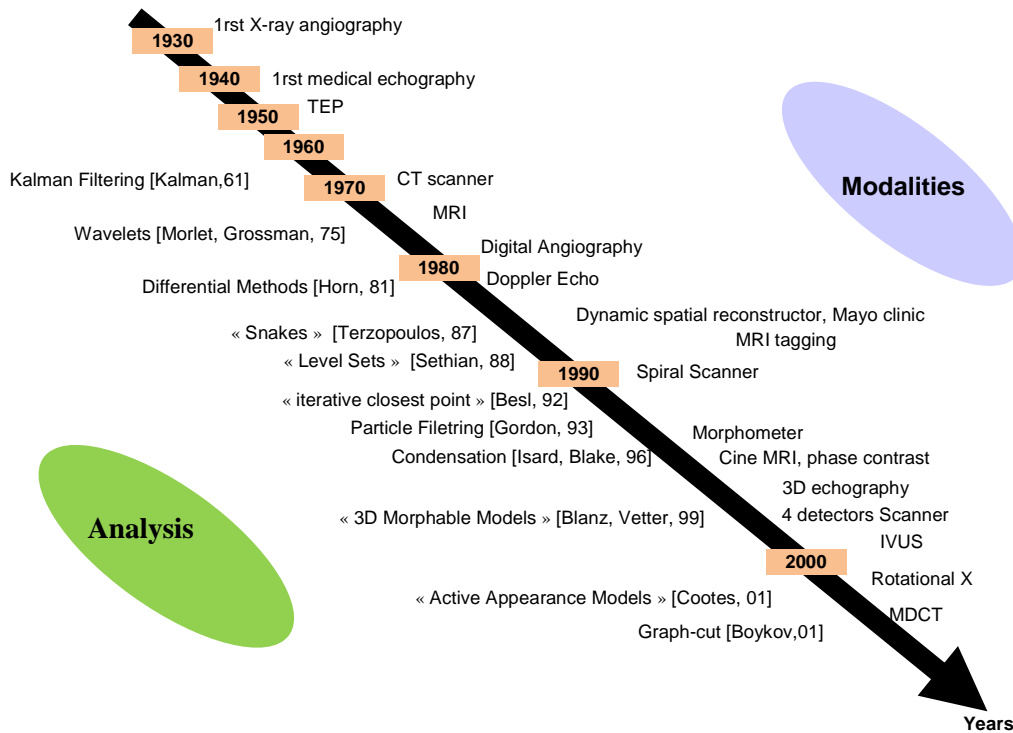 1rst X-ray angiography
1930
1940
1rst medical echography
1950
TEP
1960
Kalman Filtering [Kalman,61]
1970
CT scanner
MRI
Modalities
Wavelets [Morlet, Grossman, 75]
Digital Angiography
1980
Doppler Echo
Differential Methods [Horn, 81]
Dynamic spatial reconstructor, Mayo clinic
MRI tagging
« Snakes » [Terzopoulos, 87]
« Level Sets » [Sethian, 88]
1990
Spiral Scanner
« iterative closest point » [Besl, 92]
Particle Filetring [Gordon, 93]
Morphometer
Condensation [Isard, Blake, 96]
Cine MRI, phase contrast
3D echography
« 3D Morphable Models » [Blanz, Vetter, 99]
4 detectors Scanner
Analysis
IVUS
2000
Rotational X
« Active Appearance Models » [Cootes, 01]
MDCT
Graph-cut [Boykov,01]
Years